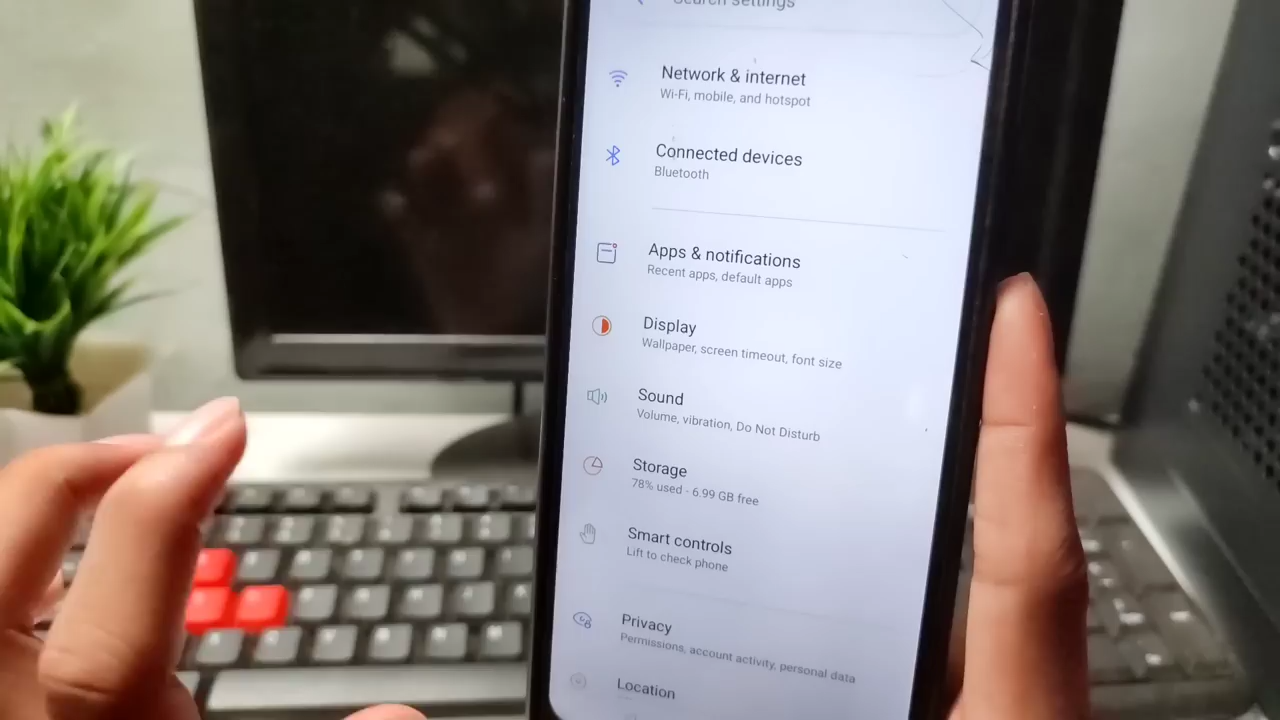 Search settings
Network & internet
Wi-Fi, mobile, and hotspot
Connected devices
Bluetooth
Apps & notifications
Recent apps, default apps
Display
Wallpaper, screen timeout, font size
Sound
Volume, vibration, Do Not Disturb
Storage
78% used - 6.99 GB free
Smart controls
Lift to check phone
Privacy
Permissions, account activity, personal data
Location